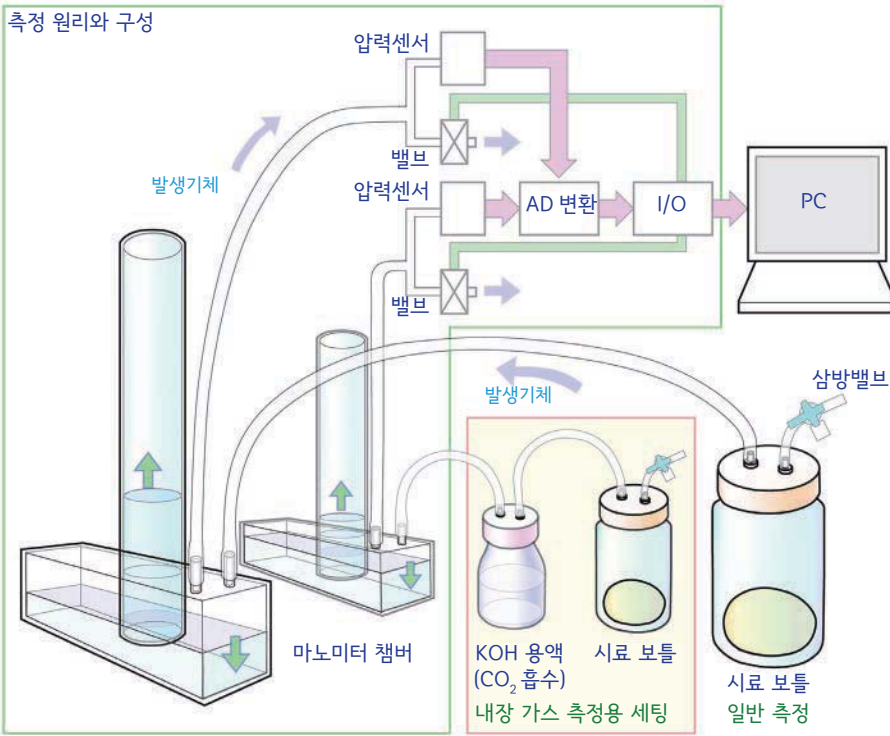 측정 원리와 구성
압력센서
밸브
발생기체
압력센서
AD 변환
I/O
PC
밸브
발생기체
삼방밸브
마노미터 챔버
KOH 용액
(CO₂ 흡수)
시료 보틀
내장 가스 측정용 세팅
시료 보틀
일반 측정